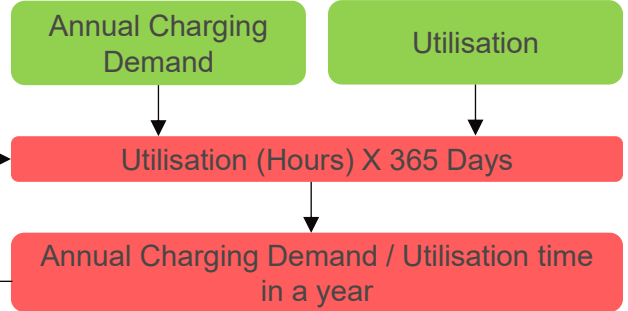 Annual Charging
Demand
Utilisation
Utilisation (Hours) X 365 Days
Annual Charging Demand / Utilisation time
in a year